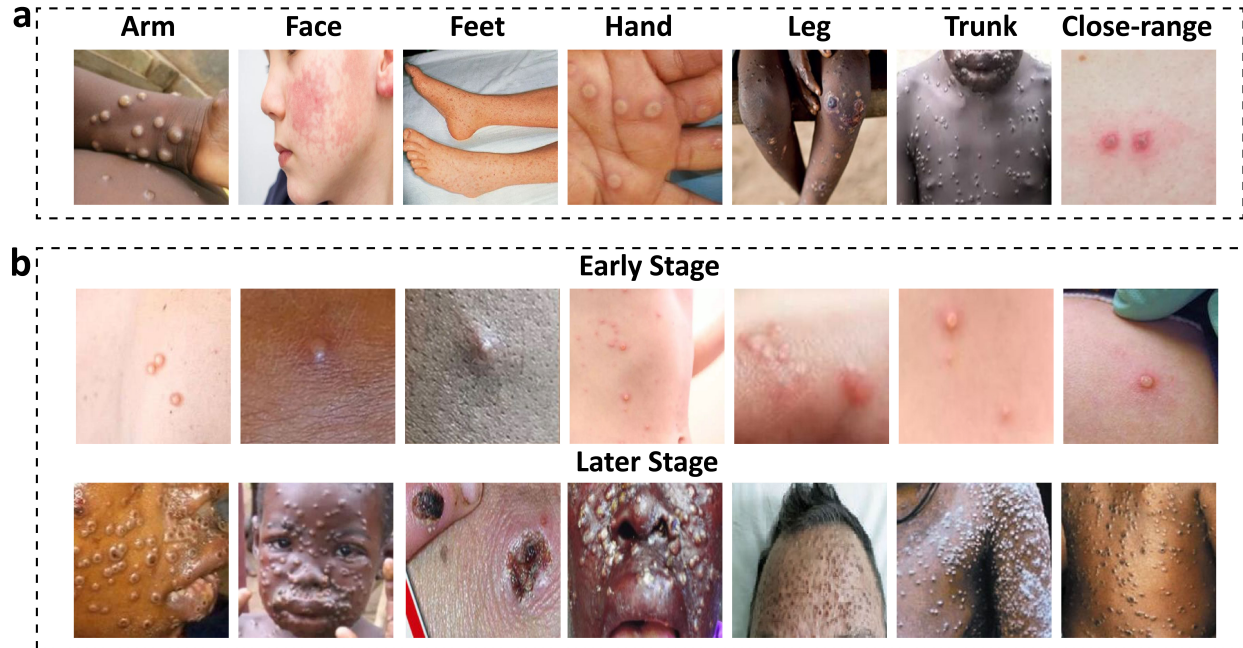 a
Arm Face Feet Hand Leg Trunk Close-range
b
Early Stage
Later Stage